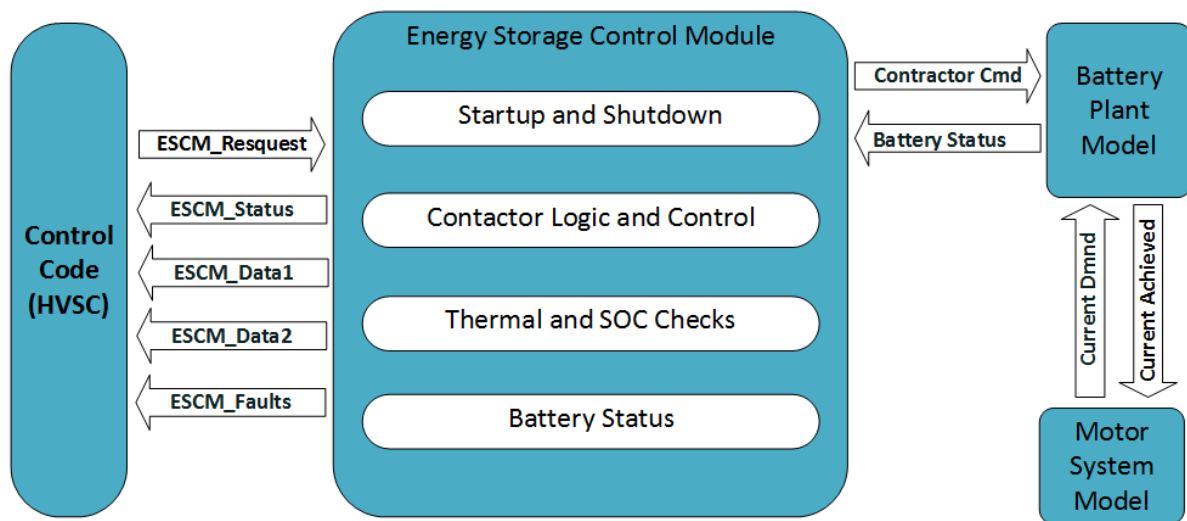 Energy Storage Control Module
Startup and Shutdown
Contactor Logic and Control
Thermal and SOC Checks
Battery Status
Control
Code
(HVSC)
ESCM_Resquest
ESCM_Status
ESCM_Data1
ESCM_Data2
ESCM_Faults
Contractor Cmd
Battery Status
Battery
Plant
Model
Current Dmnd
Current Achieved
Motor
System
Model